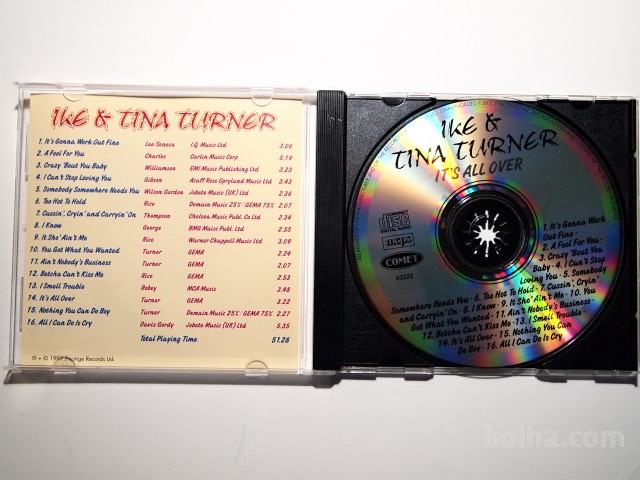 IKE & TINA TURNER
1. It's Gonna Work Out Fine Lee-Seneca I.Q. Music Ltd 3.06
2. A Fool For You Charles Carlin Music Corp 5.19
3. Crazy 'Bout You Baby Williamson EMI Music Publishing Ltd 3.23
4. I Can't Stop Loving You Gibson Acuff Rose Opryland Music Ltd 3.43
5. Somebody Somewhere Needs You Wilson/Gordon Jobete Music (UK) Ltd 2.36
6. Too Hot To Hold Rice Demain Music 25% / GEMA 75% 2.07
7. Cussin', Cryin' and Carryin' On Thompson Chelsea Music Publ. Co Ltd 2.34
8. I Know George BMG Music Publ. Ltd 2.55
9. It Sho' Ain't Me Rice Warner Chappell Music Ltd 3.09
10. You Got What You Wanted Turner GEMA 2.24
11. Ain't Nobody's Business Turner GEMA 2.07
12. Betcha Can't Kiss Me Rice GEMA 2.53
13. I Smell Trouble Robey MCA Music 3.48
14. It's All Over Turner GEMA 3.22
15. Nothing You Can Do Boy Turner Demain Music 25% / GEMA 75% 2.27
16. All I Can Do Is Cry Davis/Gordy Jobete Music (UK) Ltd 5.35
Total Playing Time 51.28
Prestige Records Ltd.
IKE &
TINA TURNER
IT'S ALL OVER
COMPACT
disc
DIGITAL AUDIO
COMET
43322
1. It's Gonna Work
Out Fine -
2. A Fool For You -
3. Crazy 'Bout You
Baby - 4. I Can't Stop
Loving You - 5. Somebody
Somewhere Needs You - 6. Too Hot To Hold - 7. Cussin', Cryin'
and Carryin' On - 8. I Know - 9. It Sho' Ain't Me - 10. You
Got What You Wanted - 11. Ain't Nobody's Business -
12. Betcha Can't Kiss Me - 13. I Smell Trouble -
14. It's All Over - 15. Nothing You Can
Do Boy - 16. All I Can Do Is Cry
bolha.com